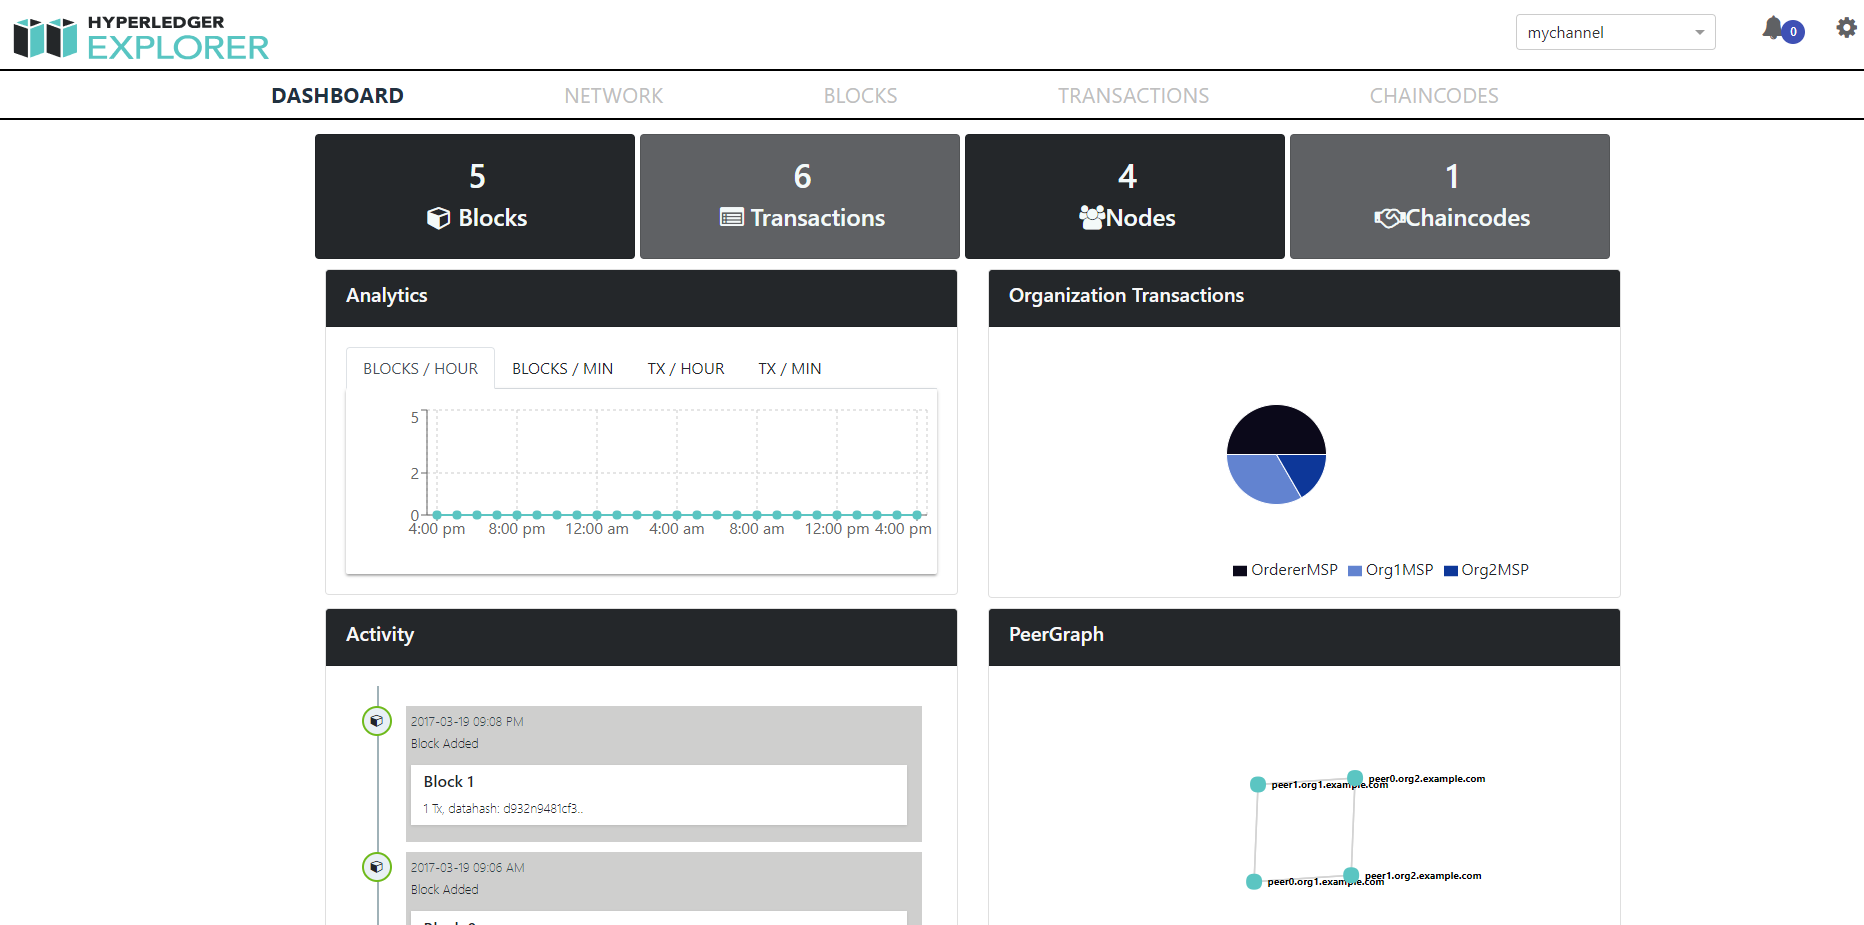 HYPERLEDGER
EXPLORER
mychannel
0
DASHBOARD
NETWORK
BLOCKS
TRANSACTIONS
CHAINCODES
5
Blocks
6
Transactions
4
Nodes
1
Chaincodes
Analytics
BLOCKS / HOUR
BLOCKS / MIN
TX / HOUR
TX / MIN
5
2
0
4:00 pm
8:00 pm
12:00 am
4:00 am
8:00 am
12:00 pm
4:00 pm
Organization Transactions
OrdererMSP
Org1MSP
Org2MSP
Activity
2017-03-19 09:08 PM
Block Added
Block 1
1 Tx, datahash: d932n9481cf3..
2017-03-19 09:06 AM
Block Added
PeerGraph
peer1.org1.example.com
peer0.org2.example.com
peer0.org1.example.com
peer1.org2.example.com